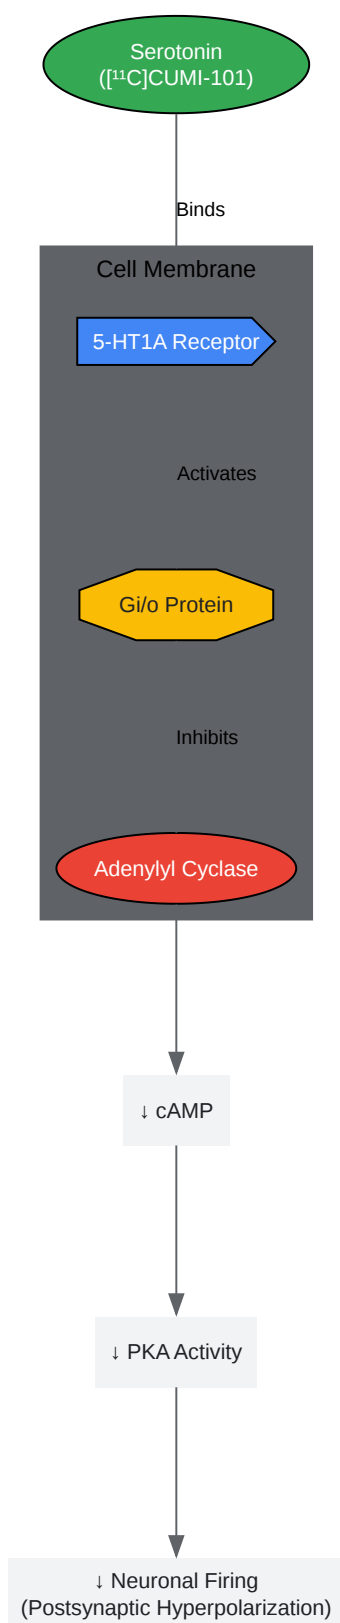 Serotonin
([¹¹C]CUMI-101)
Binds
Cell Membrane
5-HT1A Receptor
Activates
Gi/o Protein
Inhibits
Adenylyl Cyclase
↓ cAMP
↓ PKA Activity
↓ Neuronal Firing
(Postsynaptic Hyperpolarization)